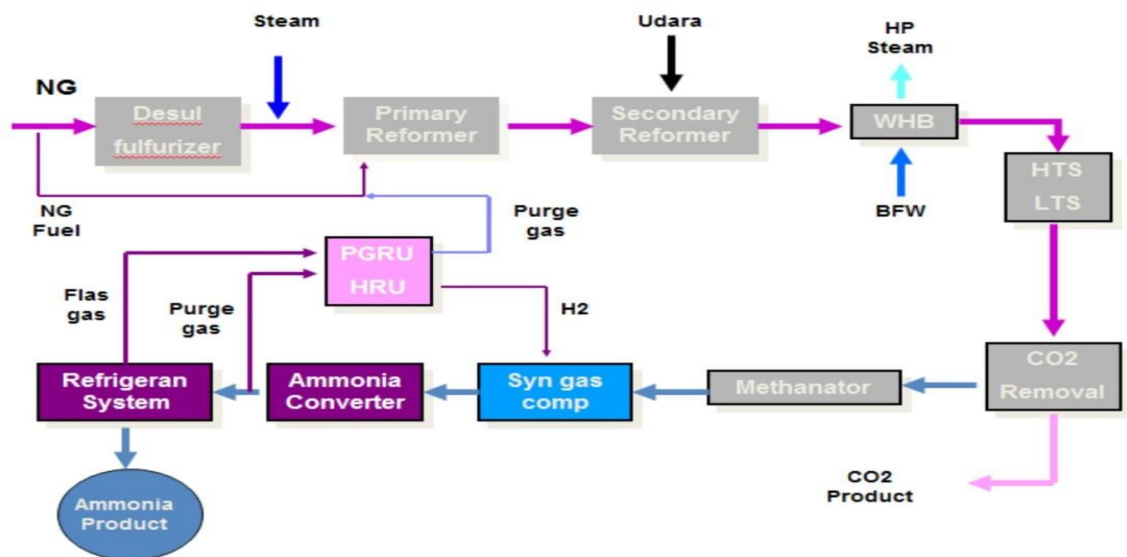 Steam
Udara
HP
Steam
NG
Desul
fulfurizer
Primary
Reformer
Secondary
Reformer
WHB
HTS
LTS
NG
Fuel
Purge
gas
BFW
PGRU
HRU
Flas
gas
Purge
gas
H2
Refrigeran
System
Ammonia
Converter
Syn gas
comp
Methanator
CO2
Removal
CO2
Product
Ammonia
Product